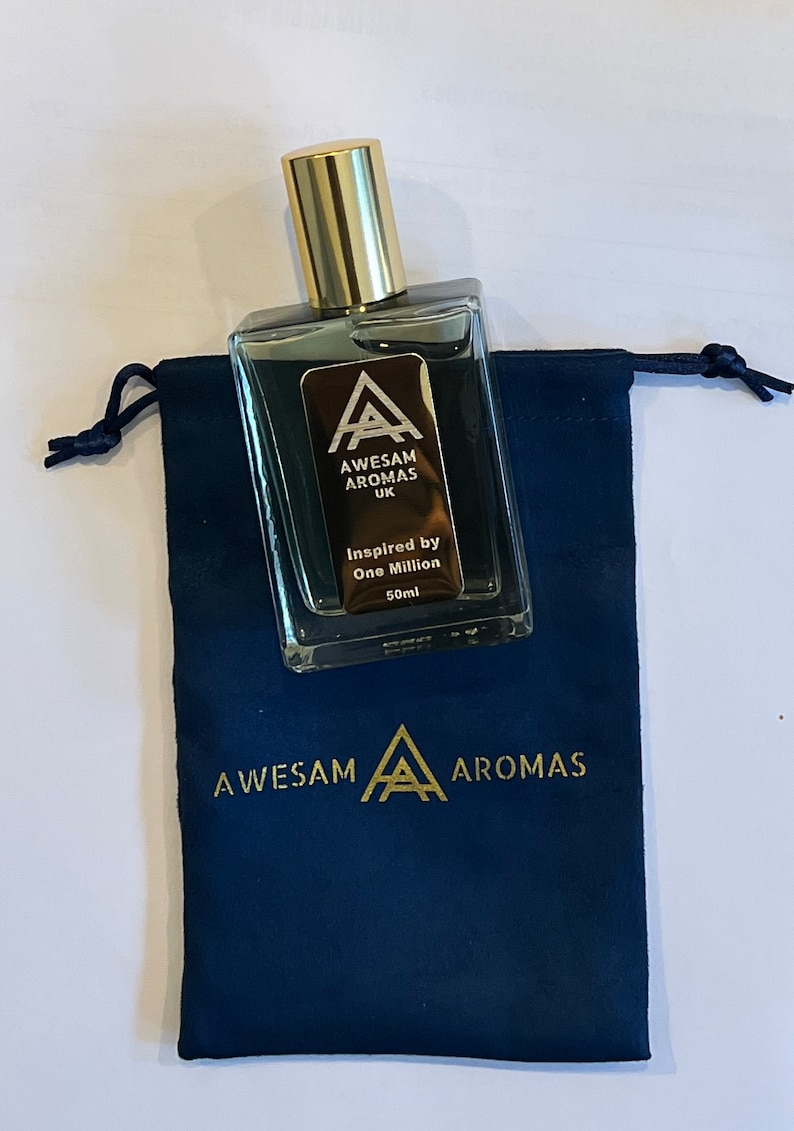 AWESAM
AROMAS
UK
Inspired by
One Million
50ml
AWESAM AROMAS